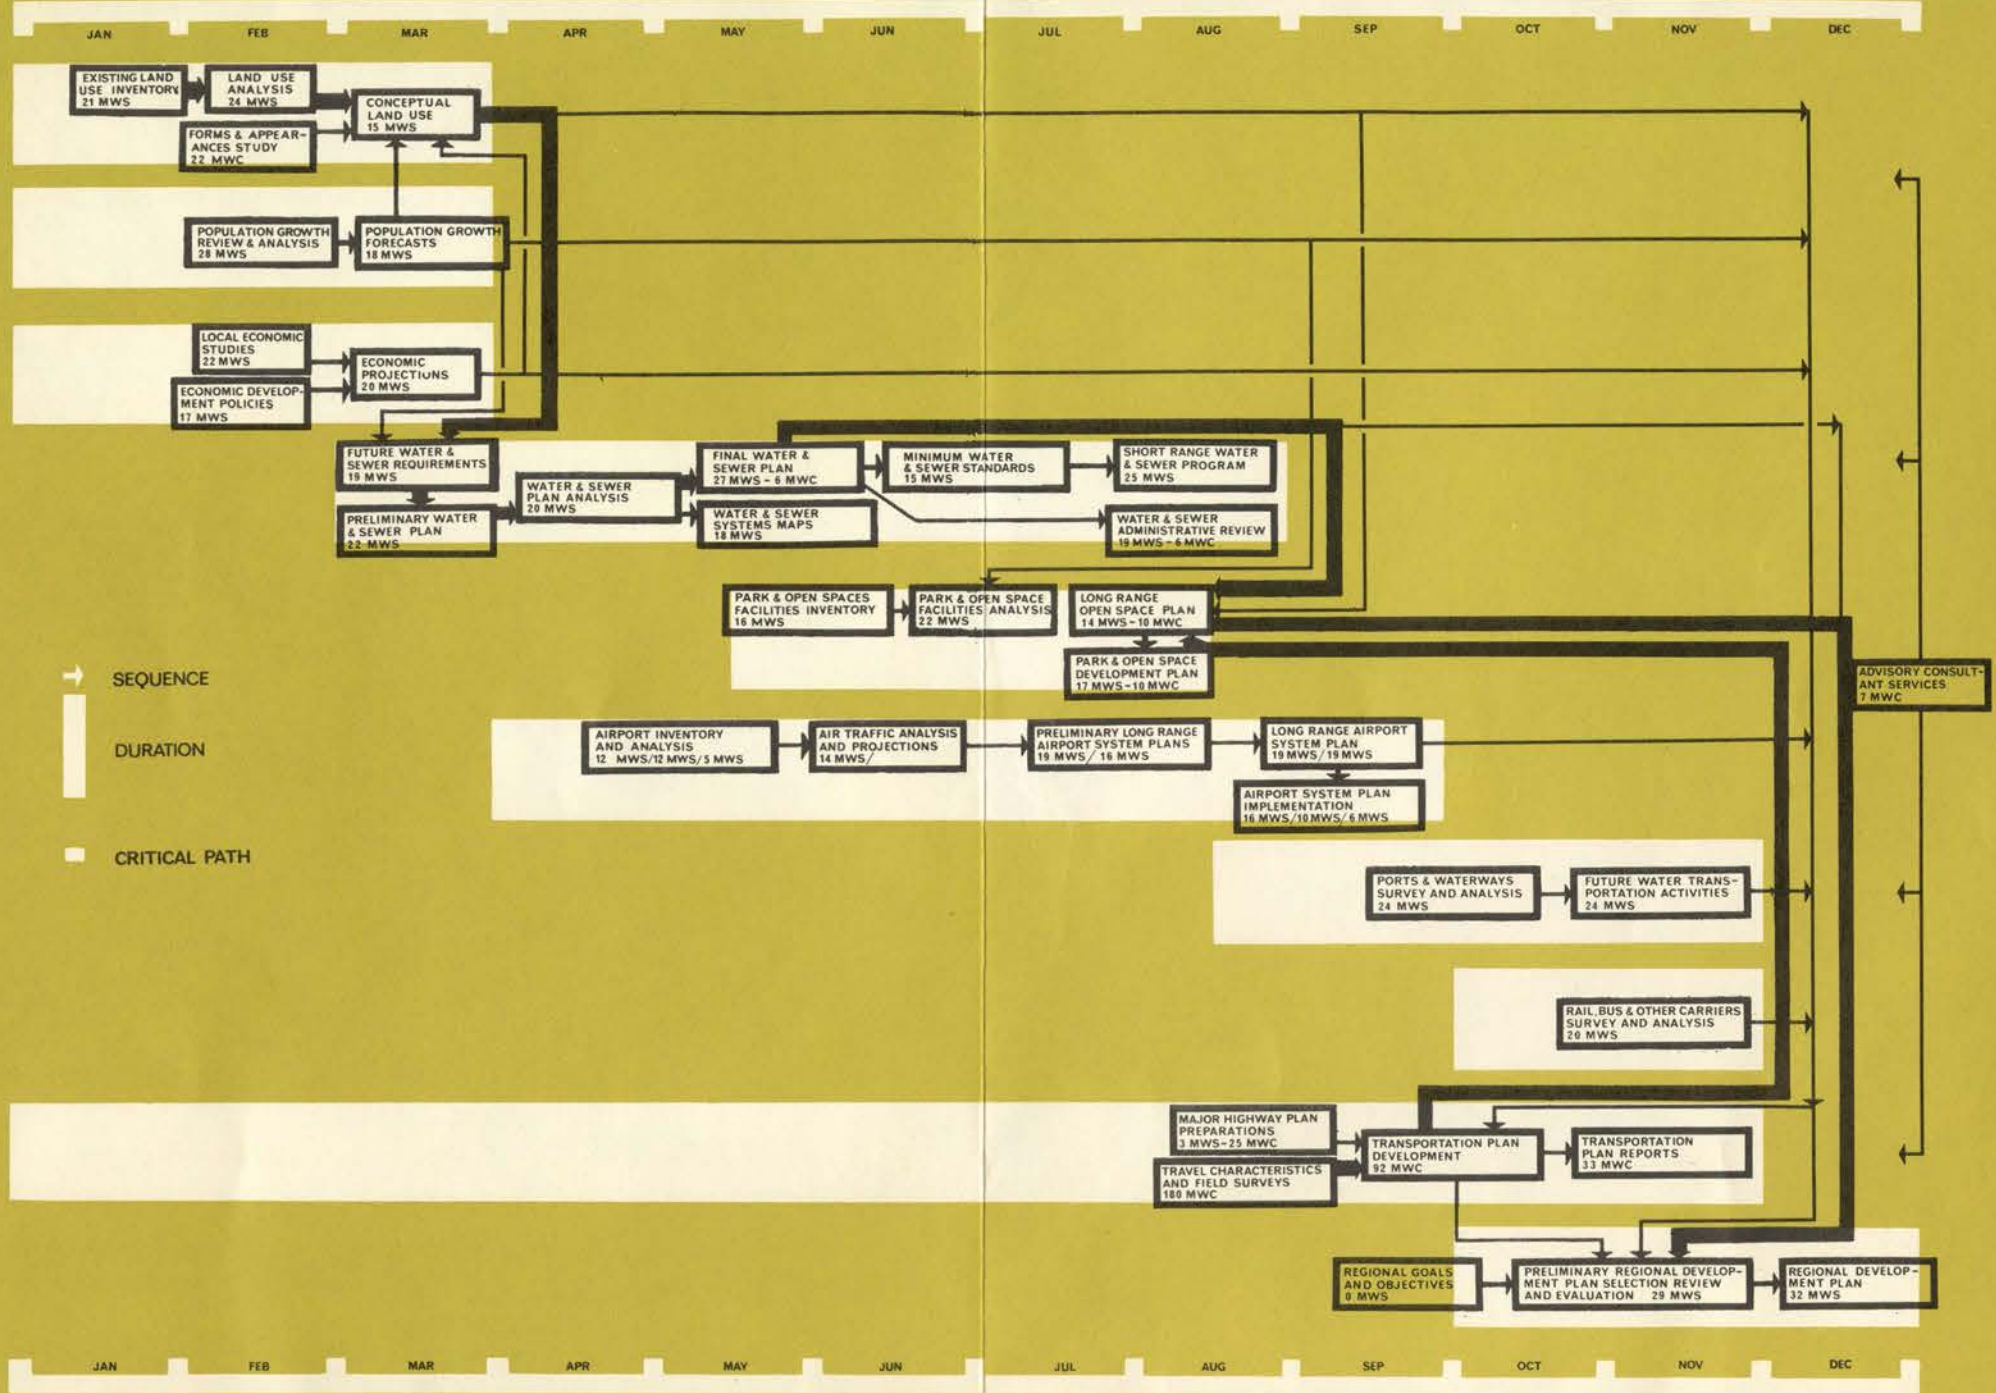 JAN FEB MAR APR MAY JUN JUL AUG SEP OCT NOV DEC
EXISTING LAND
USE INVENTORY
21 MWS
LAND USE
ANALYSIS
24 MWS
CONCEPTUAL
LAND USE
15 MWS
FORMS & APPEAR-
ANCES STUDY
22 MWC
POPULATION GROWTH
REVIEW & ANALYSIS
28 MWS
POPULATION GROWTH
FORECASTS
18 MWS
LOCAL ECONOMIC
STUDIES
22 MWS
ECONOMIC
PROJECTIONS
20 MWS
ECONOMIC DEVELOP-
MENT POLICIES
17 MWS
FUTURE WATER &
SEWER REQUIREMENTS
19 MWS
PRELIMINARY WATER
& SEWER PLAN
22 MWS
WATER & SEWER
PLAN ANALYSIS
20 MWS
FINAL WATER &
SEWER PLAN
27 MWS - 6 MWC
WATER & SEWER
SYSTEMS MAPS
18 MWS
MINIMUM WATER
& SEWER STANDARDS
15 MWS
SHORT RANGE WATER
& SEWER PROGRAM
25 MWS
WATER & SEWER
ADMINISTRATIVE REVIEW
19 MWS - 6 MWC
PARK & OPEN SPACES
FACILITIES INVENTORY
16 MWS
PARK & OPEN SPACE
FACILITIES ANALYSIS
22 MWS
LONG RANGE
OPEN SPACE PLAN
14 MWS - 10 MWC
PARK & OPEN SPACE
DEVELOPMENT PLAN
17 MWS - 10 MWC
SEQUENCE
DURATION
CRITICAL PATH
ADVISORY CONSULT-
ANT SERVICES
7 MWC
AIRPORT INVENTORY
AND ANALYSIS
12 MWS/12 MWS/5 MWS
AIR TRAFFIC ANALYSIS
AND PROJECTIONS
14 MWS/
PRELIMINARY LONG RANGE
AIRPORT SYSTEM PLANS
19 MWS/ 16 MWS
LONG RANGE AIRPORT
SYSTEM PLAN
19 MWS/19 MWS
AIRPORT SYSTEM PLAN
IMPLEMENTATION
16 MWS/10MWS/6 MWS
PORTS & WATERWAYS
SURVEY AND ANALYSIS
24 MWS
FUTURE WATER TRANS-
PORTATION ACTIVITIES
24 MWS
RAIL, BUS & OTHER CARRIERS
SURVEY AND ANALYSIS
20 MWS
MAJOR HIGHWAY PLAN
PREPARATIONS
3 MWS-25 MWC
TRAVEL CHARACTERISTICS
AND FIELD SURVEYS
180 MWC
TRANSPORTATION PLAN
DEVELOPMENT
92 MWC
TRANSPORTATION
PLAN REPORTS
33 MWC
REGIONAL GOALS
AND OBJECTIVES
0 MWS
PRELIMINARY REGIONAL DEVELOP-
MENT PLAN SELECTION REVIEW
AND EVALUATION 29 MWS
REGIONAL DEVELOP-
MENT PLAN
32 MWS
JAN FEB MAR APR MAY JUN JUL AUG SEP OCT NOV DEC